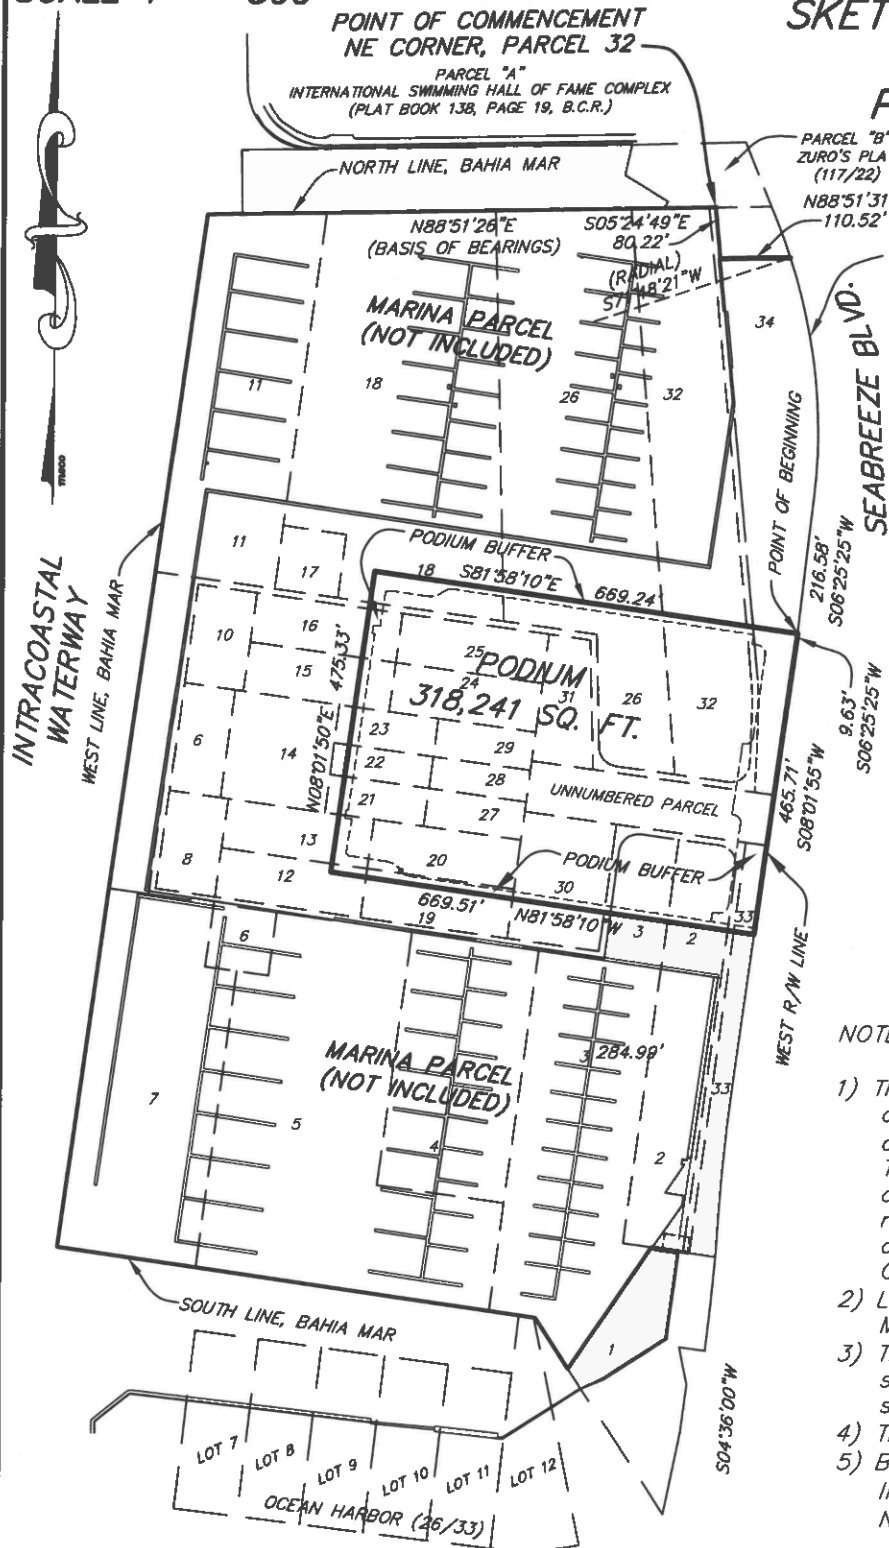 POINT OF COMMENCEMENT
NE CORNER, PARCEL 32
PARCEL "A"
INTERNATIONAL SWIMMING HALL OF FAME COMPLEX
(PLAT BOOK 138, PAGE 19, B.C.R.)
PARCEL "B"
(117/22)
N88°51'31
110.52'
NORTH LINE, BAHIA MAR
N88°51'26"E
(BASIS OF BEARINGS)
S05°24'49"E
80.22'
(RADIAL)
MARINA PARCEL
(NOT INCLUDED)
34
SEABREEZE BLVD.
11
18
26
32
POINT OF BEGINNING
216.58'
S06°25'25"W
INTRACOASTAL
WATERWAY
WEST LINE, BAHIA MAR
PODIUM BUFFER
11
17
18
S81°58'10"E
669.24'
10
16
15
N08°01'50"E
475.33'
25
24
PODIUM
318,241 SQ. FT.
31
26
32
9.63'
S06°25'25"W
6
14
23
22
21
29
28
27
UNNUMBERED PARCEL
465.71'
S08°01'55"W
8
13
12
20
30
PODIUM BUFFER
33
669.51'
N81°58'10"W
19
3
2
WEST R/W LINE
6
MARINA PARCEL
(NOT INCLUDED)
3
284.99'
33
7
5
4
2
NOTE
1)
2)
3)
4)
5)
SOUTH LINE, BAHIA MAR
1
S04°36'00"W
LOT 7
LOT 8
LOT 9
LOT 10
LOT 11
LOT 12
OCEAN HARBOR (26/33)